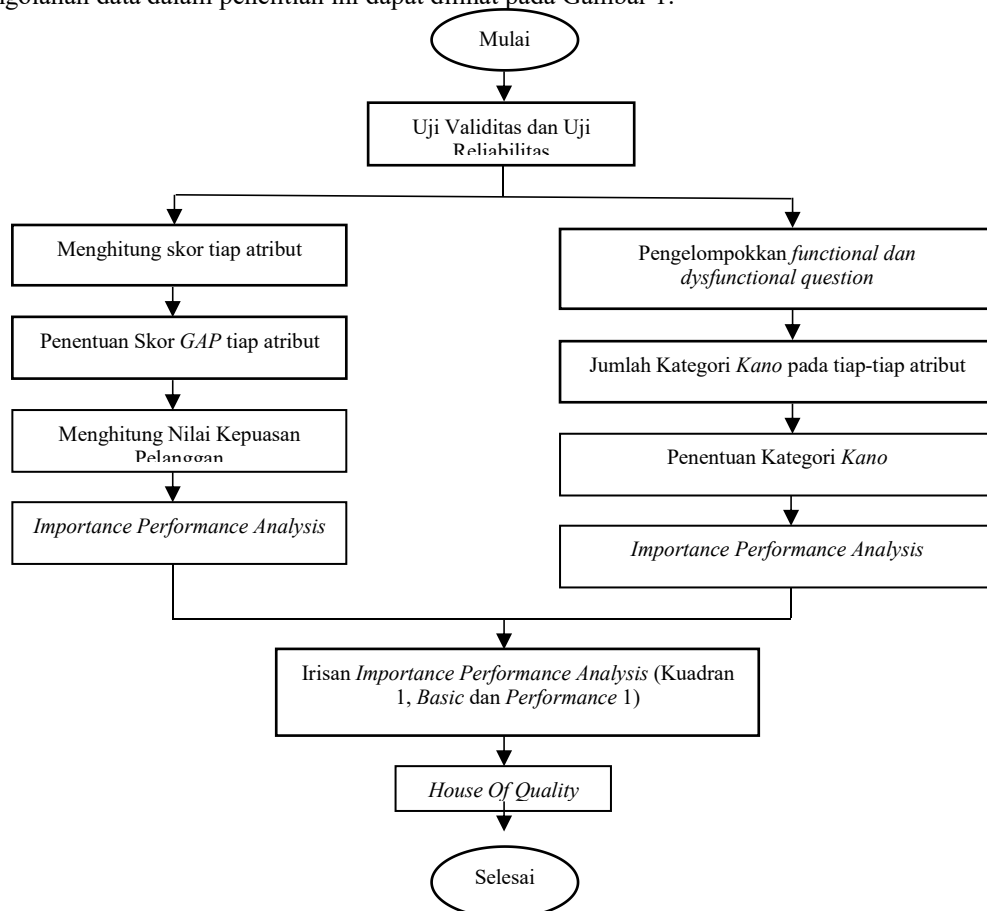 ngolahan data dalam penelitian ini dapat dilihat pada Gambar 1.
Mulai
Uji Validitas dan Uji
Reliabilitas
Menghitung skor tiap atribut
Penentuan Skor GAP tiap atribut
Menghitung Nilai Kepuasan
Pelanggan
Importance Performance Analysis
Pengelompokkan functional dan
dysfunctional question
Jumlah Kategori Kano pada tiap-tiap atribut
Penentuan Kategori Kano
Importance Performance Analysis
Irisan Importance Performance Analysis (Kuadran
1, Basic dan Performance 1)
House Of Quality
Selesai